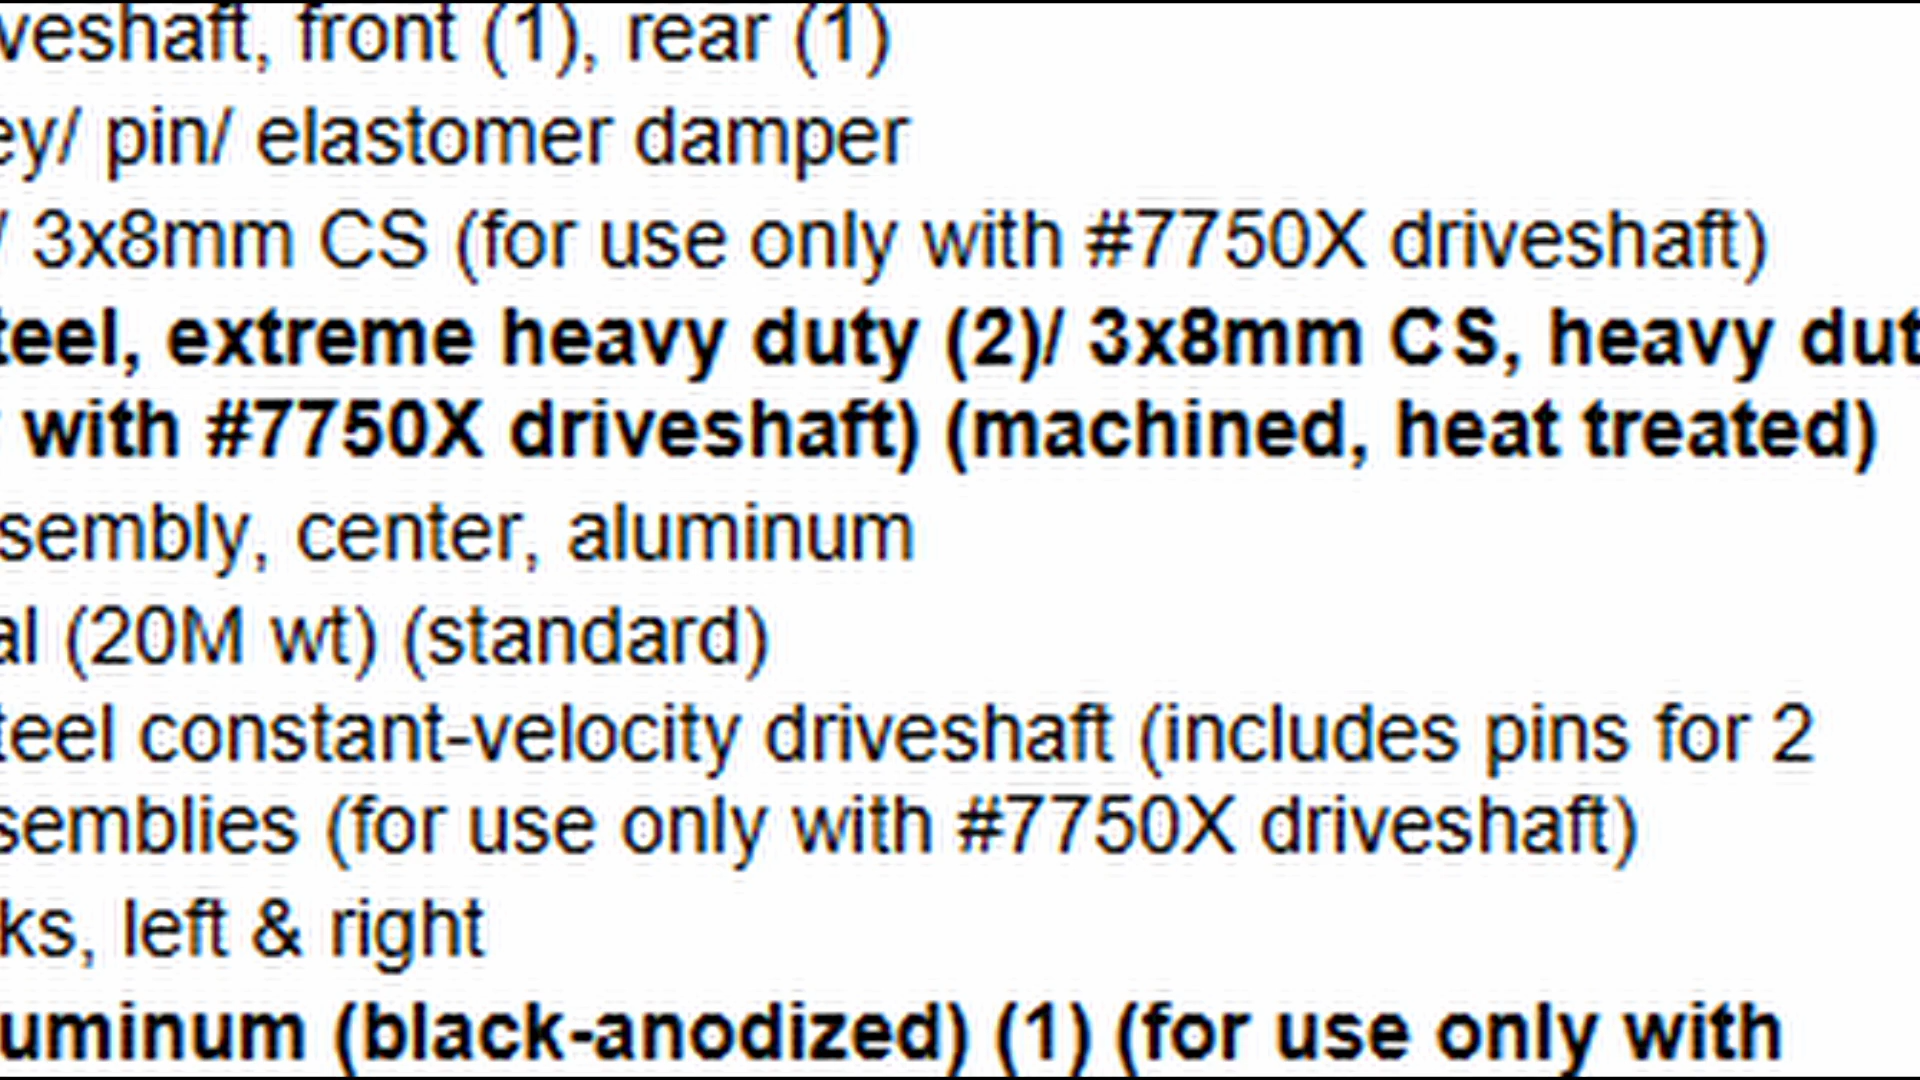 veshaft, front (1), rear (1)
ey/ pin/ elastomer damper
/ 3x8mm CS (for use only with #7750X driveshaft)
teel, extreme heavy duty (2)/ 3x8mm CS, heavy dut
with #7750X driveshaft) (machined, heat treated)
sembly, center, aluminum
al (20M wt) (standard)
teel constant-velocity driveshaft (includes pins for 2
semblies (for use only with #7750X driveshaft)
ks, left & right
uminum (black-anodized) (1) (for use only with